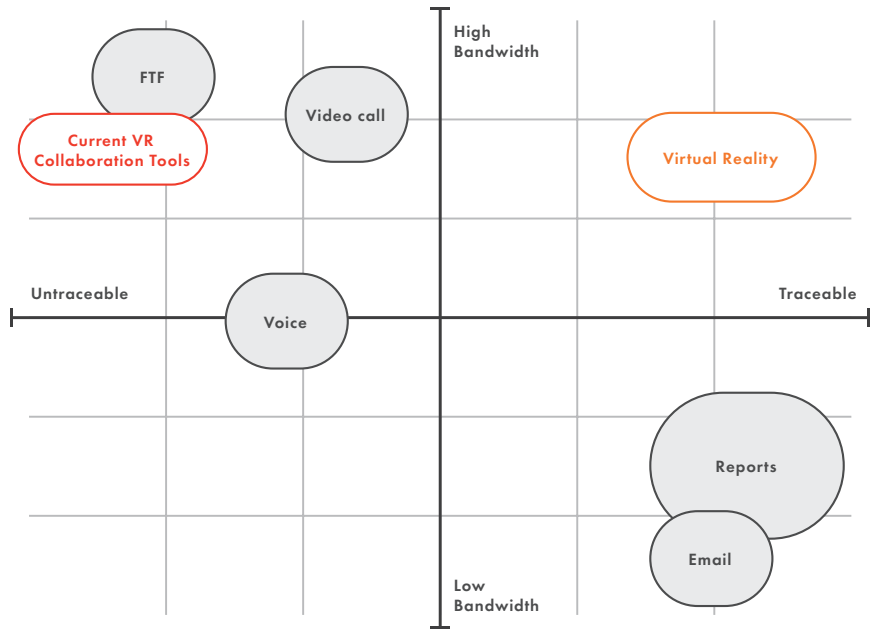 High
Bandwidth
FTF
Video call
Current VR
Collaboration Tools
Virtual Reality
Untraceable
Traceable
Voice
Reports
Email
Low
Bandwidth